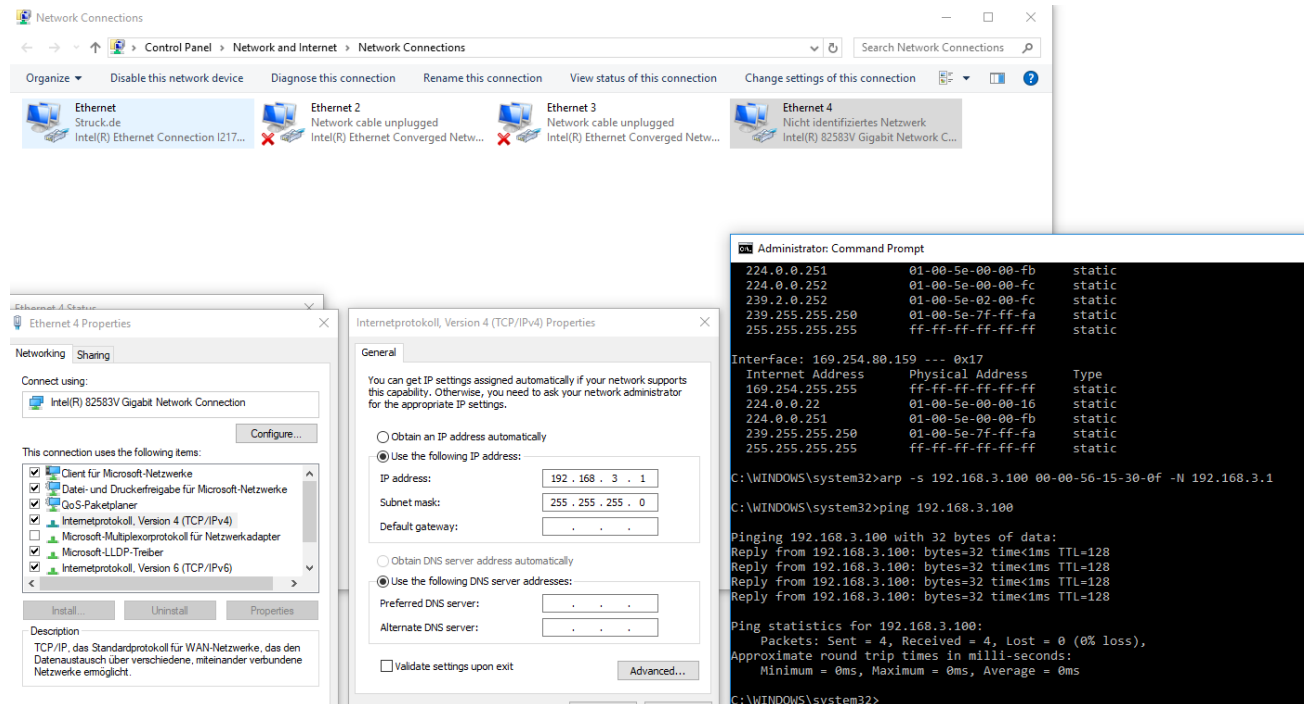 Network Connections
Control Panel > Network and Internet > Network Connections
Search Network Connections
Organize Disable this network device Diagnose this connection Rename this connection View status of this connection Change settings of this connection
Ethernet
Struck.de
Intel(R) Ethernet Connection I217...
Ethernet 2
Network cable unplugged
Intel(R) Ethernet Converged Netw...
Ethernet 3
Network cable unplugged
Intel(R) Ethernet Converged Netw...
Ethernet 4
Nicht identifiziertes Netzwerk
Intel(R) 82583V Gigabit Network C...
Ethernet 4 Status
Ethernet 4 Properties
Networking Sharing
Connect using:
Intel(R) 82583V Gigabit Network Connection
Configure...
This connection uses the following items:
Client für Microsoft-Netzwerke
Datei- und Druckerfreigabe für Microsoft-Netzwerke
QoS-Paketplaner
Internetprotokoll, Version 4 (TCP/IPv4)
Microsoft-Multiplexorprotokoll für Netzwerkadapter
Microsoft-LLDP-Treiber
Internetprotokoll, Version 6 (TCP/IPv6)
Install... Uninstall Properties
Description
TCP/IP, das Standardprotokoll für WAN-Netzwerke, das den
Datenaustausch über verschiedene, miteinander verbundene
Netzwerke ermöglicht.
Internetprotokoll, Version 4 (TCP/IPv4) Properties
General
You can get IP settings assigned automatically if your network supports
this capability. Otherwise, you need to ask your network administrator
for the appropriate IP settings.
Obtain an IP address automatically
Use the following IP address:
IP address: 192 . 168 . 3 . 1
Subnet mask: 255 . 255 . 255 . 0
Default gateway: . . .
Obtain DNS server address automatically
Use the following DNS server addresses:
Preferred DNS server: . . .
Alternate DNS server: . . .
Validate settings upon exit
Advanced...
Administrator: Command Prompt
224.0.0.251 01-00-5e-00-00-fb static
224.0.0.252 01-00-5e-00-00-fc static
239.2.0.252 01-00-5e-02-00-fc static
239.255.255.250 01-00-5e-7f-ff-fa static
255.255.255.255 ff-ff-ff-ff-ff-ff static
Interface: 169.254.80.159 --- 0x17
Internet Address Physical Address Type
169.254.255.255 ff-ff-ff-ff-ff-ff static
224.0.0.22 01-00-5e-00-00-16 static
224.0.0.251 01-00-5e-00-00-fb static
239.255.255.250 01-00-5e-7f-ff-fa static
255.255.255.255 ff-ff-ff-ff-ff-ff static
C:\WINDOWS\system32>arp -s 192.168.3.100 00-00-56-15-30-0f -N 192.168.3.1
C:\WINDOWS\system32>ping 192.168.3.100
Pinging 192.168.3.100 with 32 bytes of data:
Reply from 192.168.3.100: bytes=32 time<1ms TTL=128
Reply from 192.168.3.100: bytes=32 time<1ms TTL=128
Reply from 192.168.3.100: bytes=32 time<1ms TTL=128
Reply from 192.168.3.100: bytes=32 time<1ms TTL=128
Ping statistics for 192.168.3.100:
Packets: Sent = 4, Received = 4, Lost = 0 (0% loss),
Approximate round trip times in milli-seconds:
Minimum = 0ms, Maximum = 0ms, Average = 0ms
C:\WINDOWS\system32>